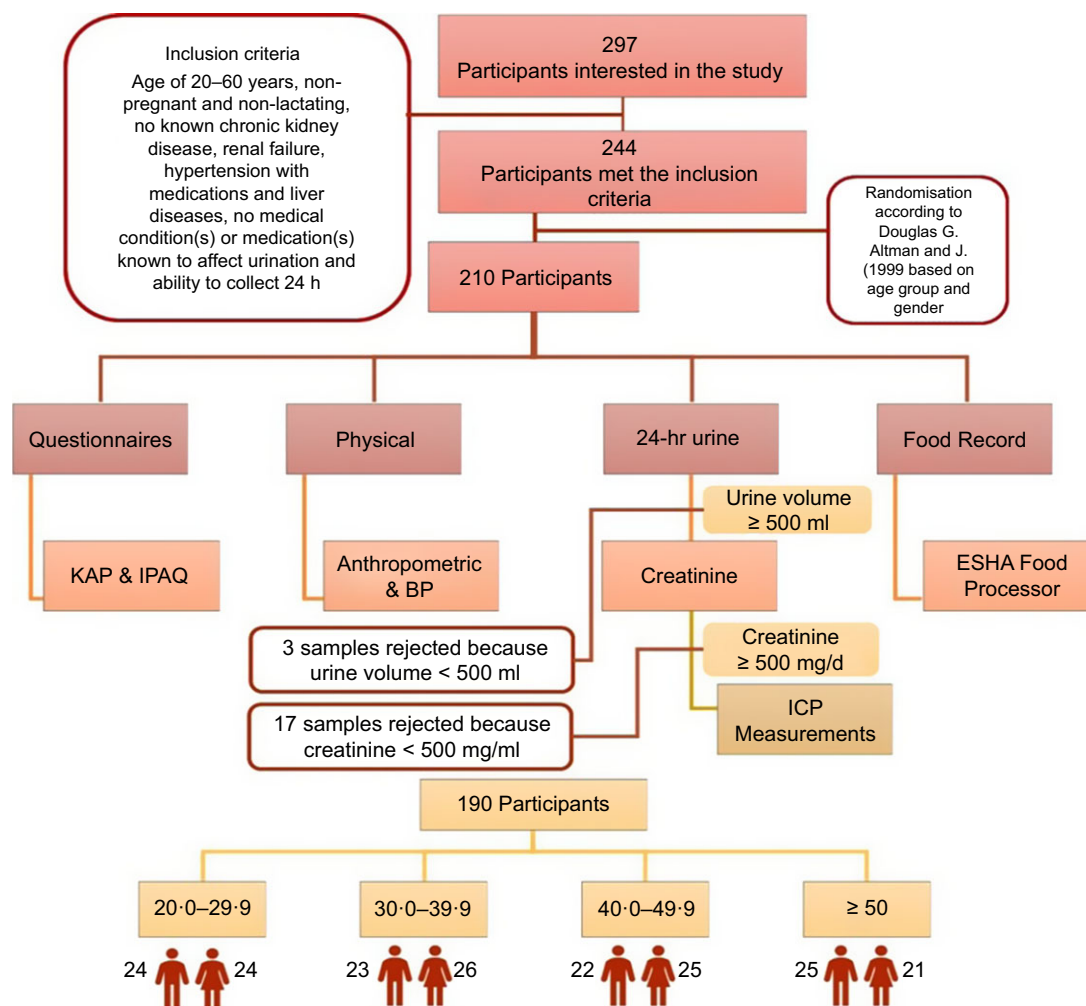 Inclusion criteria
Age of 20–60 years, non-
pregnant and non-lactating,
no known chronic kidney
disease, renal failure,
hypertension with
medications and liver
diseases, no medical
condition(s) or medication(s)
known to affect urination and
ability to collect 24 h
297
Participants interested in the study
244
Participants met the inclusion
criteria
Randomisation
according to
Douglas G.
Altman and J.
(1999 based on
age group and
gender
210 Participants
Questionnaires
Physical
24-hr urine
Food Record
Urine volume
≥ 500 ml
KAP & IPAQ
Anthropometric
& BP
Creatinine
ESHA Food
Processor
3 samples rejected because
urine volume < 500 ml
Creatinine
≥ 500 mg/d
17 samples rejected because
creatinine < 500 mg/ml
ICP
Measurements
190 Participants
20·0–29·9
30·0–39·9
40·0–49·9
≥ 50
24
24
23
26
22
25
25
21